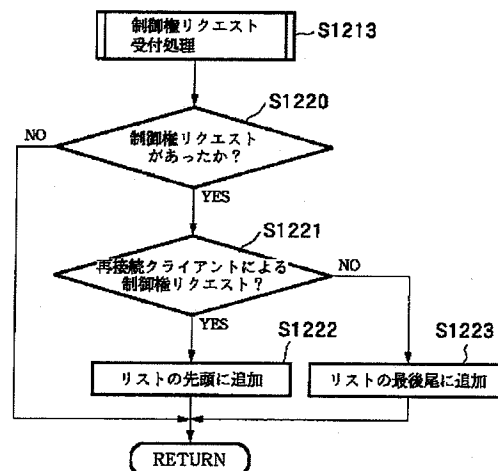 制御権リクエスト
受付処理
S1213
S1220
制御権リクエスト
があったか？
NO
YES
S1221
再接続クライアントによる
制御権リクエスト？
NO
YES
S1222
S1223
リストの先頭に追加
リストの最後尾に追加
RETURN